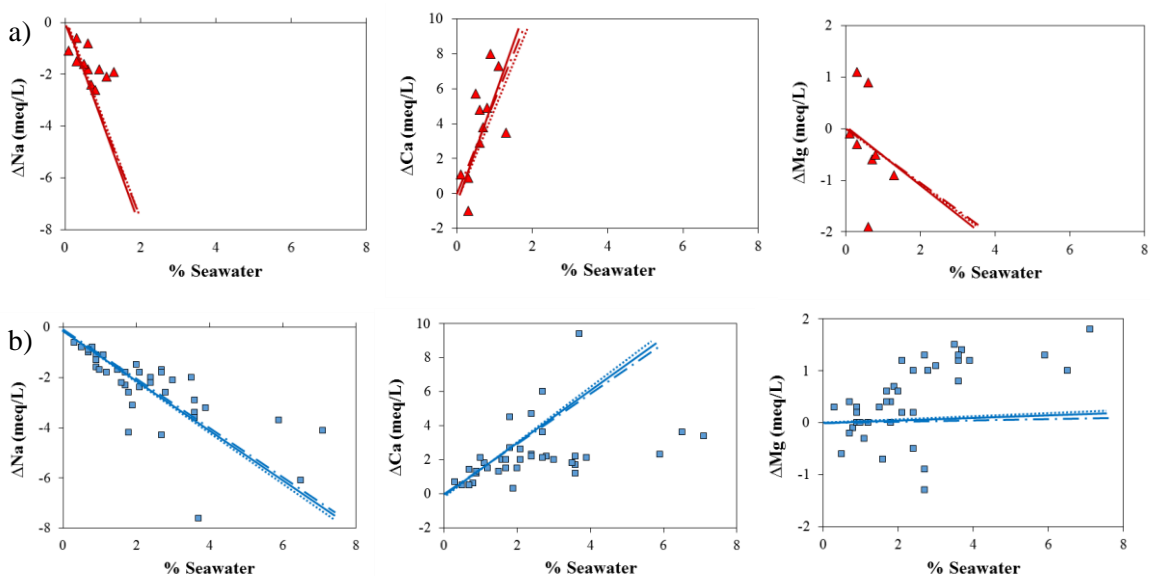 a)
ΔNa (meq/L)
0
-2
-4
-6
-8
0 2 4 6 8
% Seawater
ΔCa (meq/L)
10
8
6
4
2
0
-2
0 2 4 6 8
% Seawater
ΔMg (meq/L)
2
1
0
-1
-2
0 2 4 6 8
% Seawater
b)
ΔNa (meq/L)
0
-2
-4
-6
-8
0 2 4 6 8
% Seawater
ΔCa (meq/L)
10
8
6
4
2
0
-2
0 2 4 6 8
% Seawater
ΔMg (meq/L)
2
1
0
-1
-2
0 2 4 6 8
% Seawater